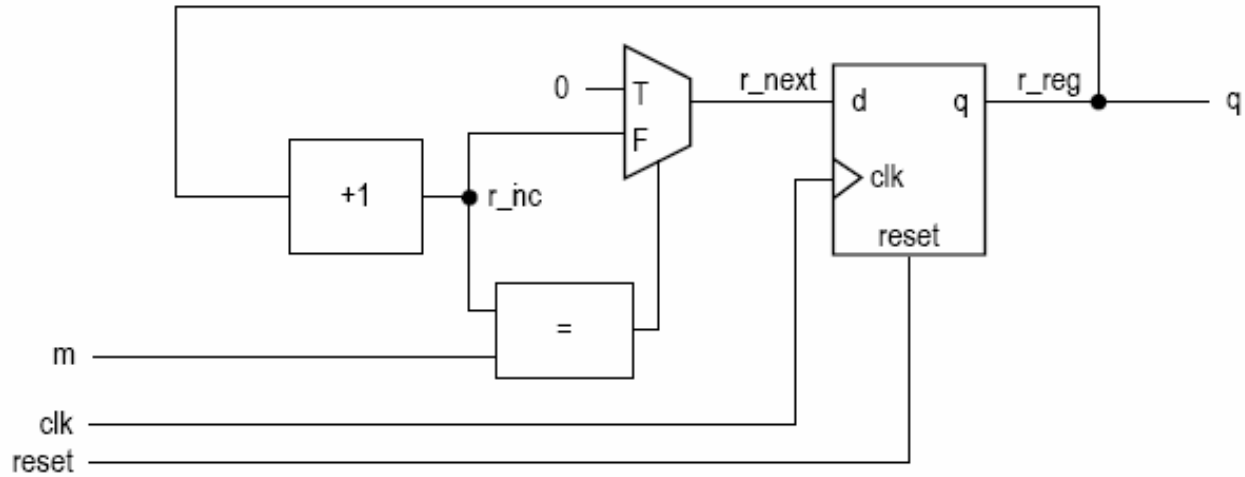 0
T
F
r_next
d
q
r_reg
q
+1
r_inc
clk
reset
=
m
clk
reset